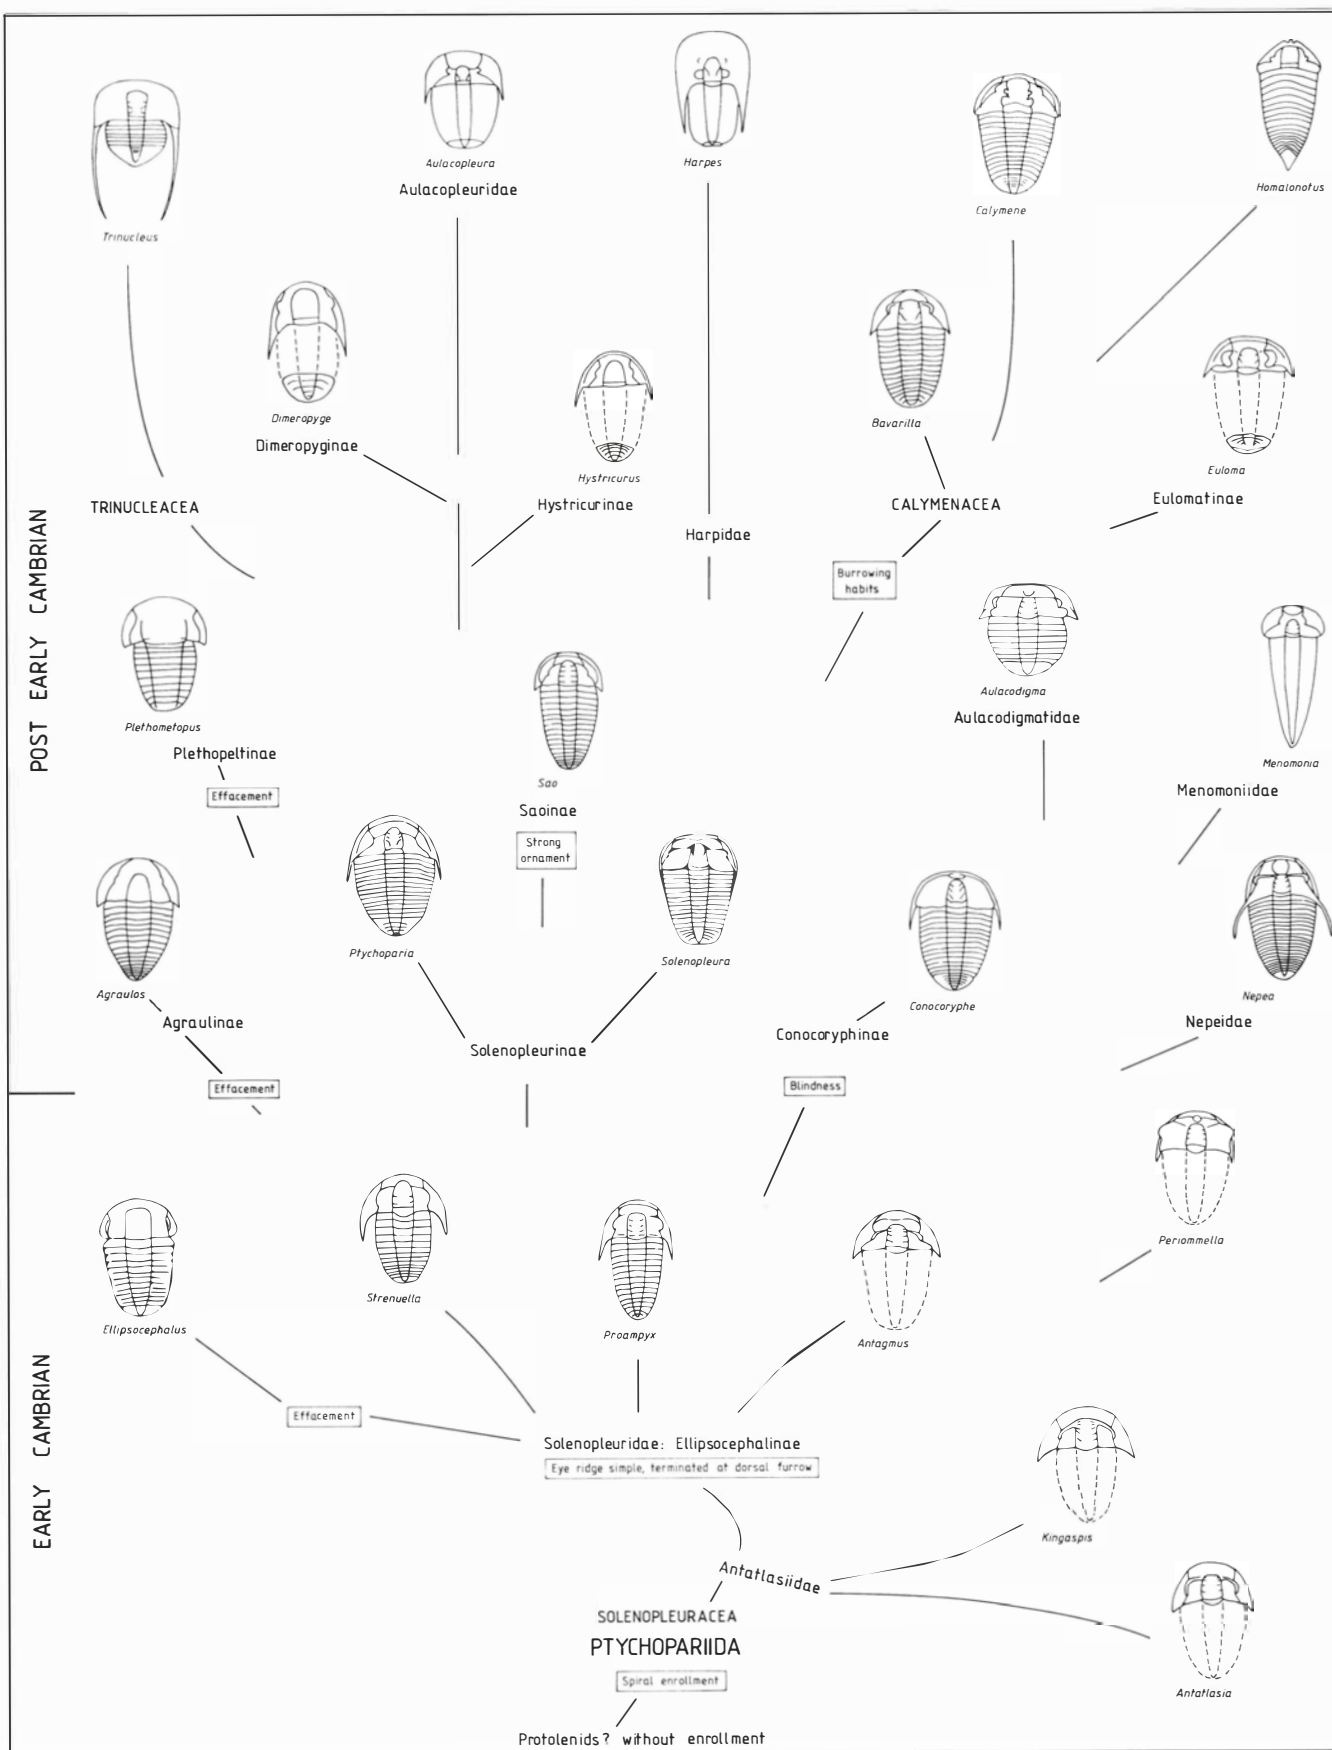 Trinucleus
Aulacopleura
Aulacopleuridae
Harpes
Calymene
Homalonotus
Dimeropyge
Dimeropyginae
Hystricurus
Hystricurinae
Bavarilla
Euloma
Eulomatinae
TRINUCLEACEA
Harpidae
CALYMENACEA
Burrowing
habits
POST EARLY CAMBRIAN
Plethometopus
Plethopeltinae
Effacement
Sao
Saoinae
Strong
ornament
Aulacodigma
Aulacodigmatidae
Menomonia
Menomoniidae
Agraulos
Agraulinae
Effacement
Ptychoparia
Solenopleura
Solenopleurinae
Conocoryphe
Conocoryphinae
Blindness
Nepea
Nepeidae
EARLY CAMBRIAN
Ellipsocephalus
Strenuella
Proampyx
Antagmus
Periommella
Effacement
Solenopleuridae: Ellipsocephalinae
Eye ridge simple, terminated at dorsal furrow
Kingaspis
Antatlasiidae
Antatlasia
SOLENOPLEURACEA
PTYCHOPARIIDA
Spiral enrollment
Protolenids? without enrollment